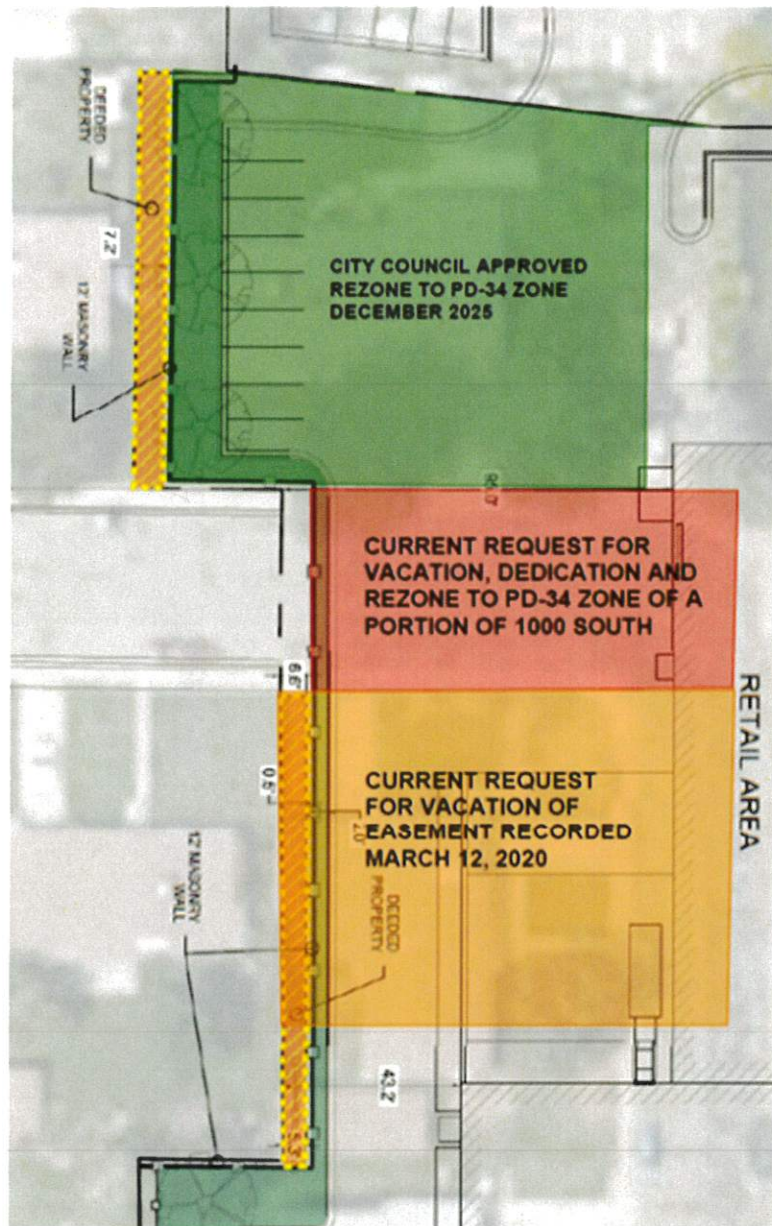 DEEDED
PROPERTY
7.2'
12' MASONRY
WALL
CITY COUNCIL APPROVED
REZONE TO PD-34 ZONE
DECEMBER 2025
CURRENT REQUEST FOR
VACATION, DEDICATION AND
REZONE TO PD-34 ZONE OF A
PORTION OF 1000 SOUTH
RETAIL AREA
6.6'
CURRENT REQUEST
FOR VACATION OF
EASEMENT RECORDED
MARCH 12, 2020
DEEDED
PROPERTY
12' MASONRY
WALL
43.2'
5.3'